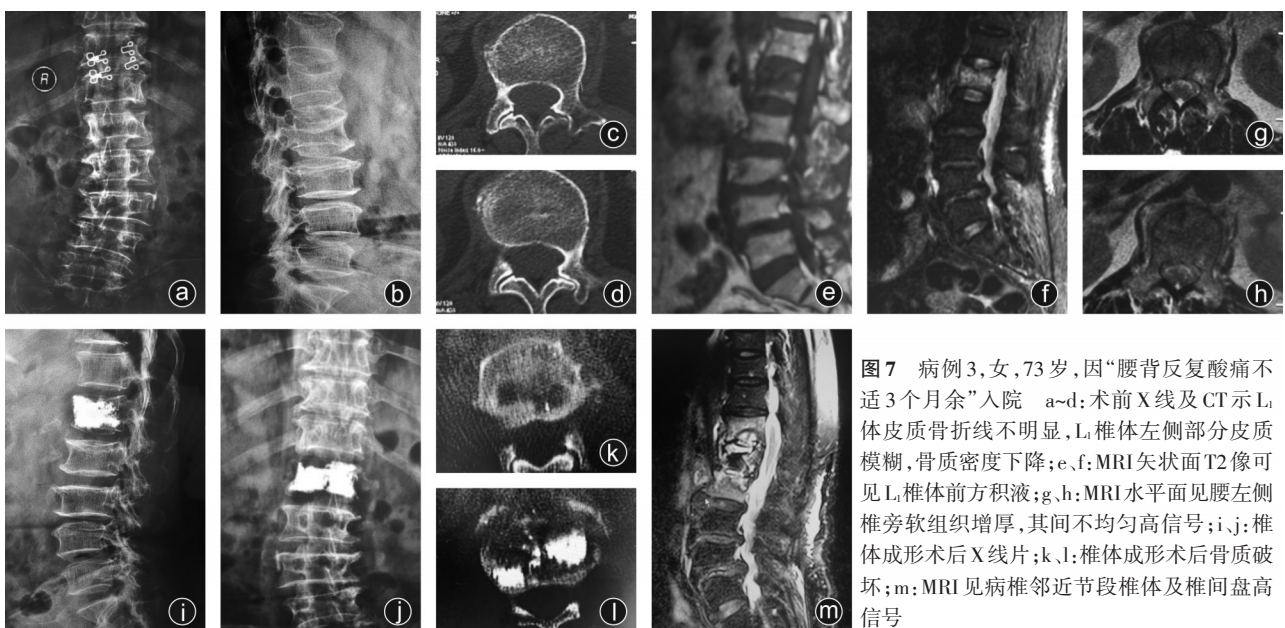 R
ⓐ
ⓑ
ⓒ
ⓓ
ⓔ
ⓕ
ⓖ
ⓗ
ⓘ
ⓙ
ⓚ
ⓛ
ⓜ
图7 病例3,女,73岁,因“腰背反复酸痛不
适3个月余”入院 a~d:术前X线及CT示L₁
体皮质骨折线不明显,L₁椎体左侧部分皮质
模糊,骨质密度下降;e、f:MRI矢状面T2像可
见L₁椎体前方积液;g、h:MRI水平面见腰左侧
椎旁软组织增厚,其间不均匀高信号;i、j:椎
体成形术后X线片;k、l:椎体成形术后骨质破
坏;m:MRI见病椎邻近节段椎体及椎间盘高
信号